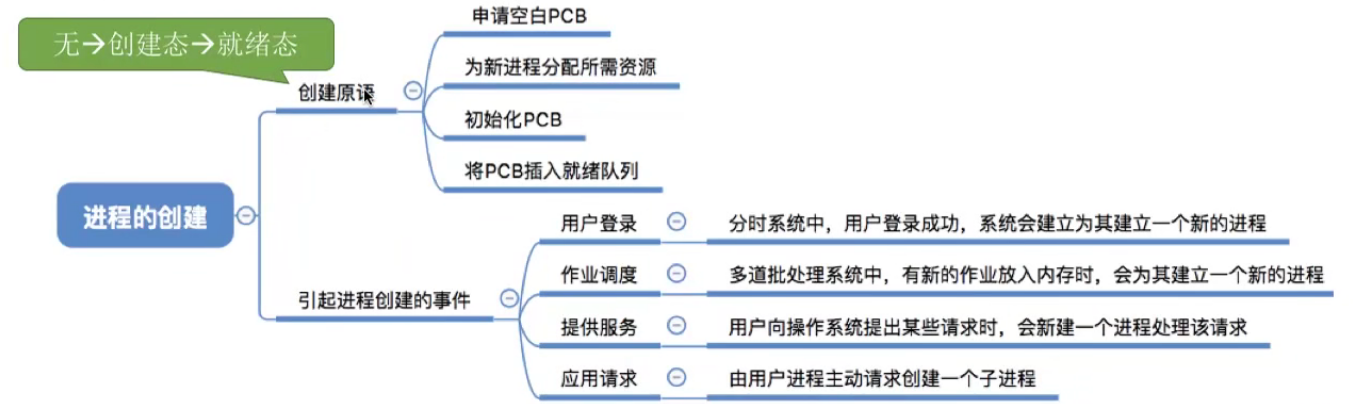 无→创建态→就绪态
进程的创建
创建原语
申请空白PCB
为新进程分配所需资源
初始化PCB
将PCB插入就绪队列
引起进程创建的事件
用户登录
分时系统中，用户登录成功，系统会建立为其建立一个新的进程
作业调度
多道批处理系统中，有新的作业放入内存时，会为其建立一个新的进程
提供服务
用户向操作系统提出某些请求时，会新建一个进程处理该请求
应用请求
由用户进程主动请求创建一个子进程